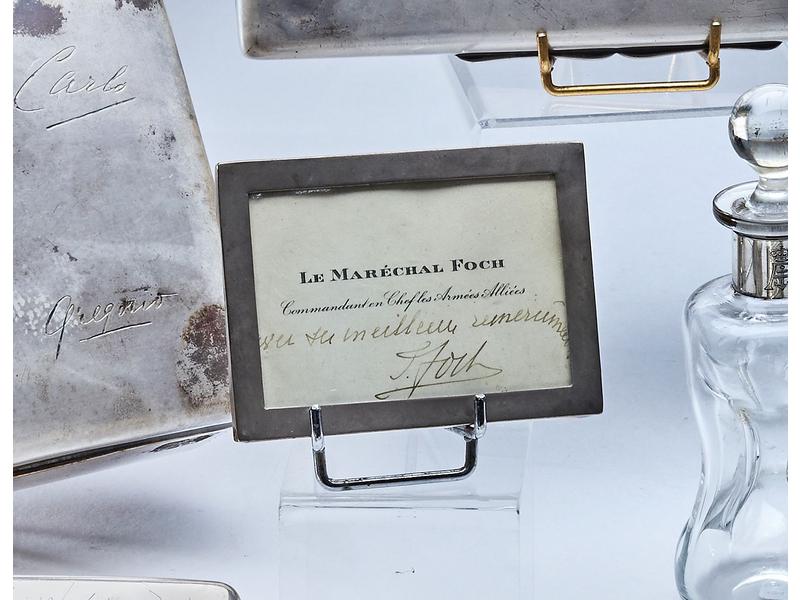 Carlo
Gregorio
LE MARÉCHAL FOCH
Commandant en Chef les Armées Alliées
avec ses meilleurs remerciements
F. Foch